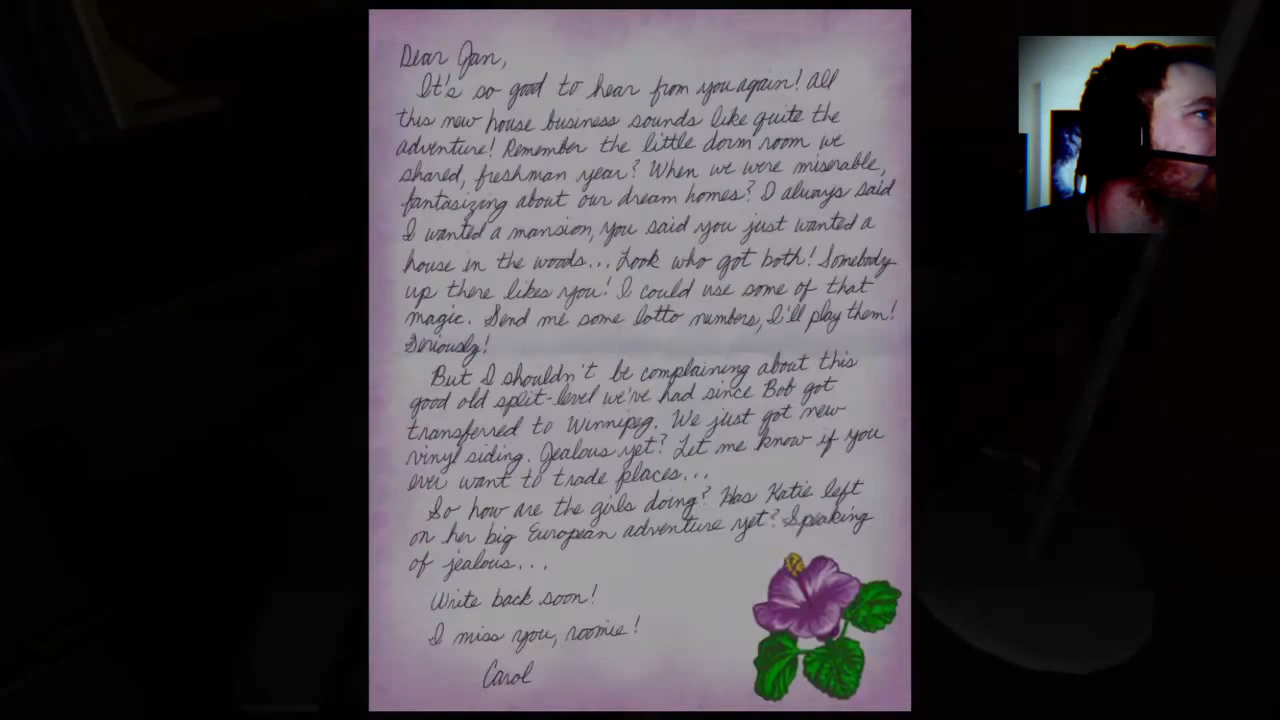 Dear Jan,
It's so good to hear from you again! All
this new house business sounds like quite the
adventure! Remember the little dorm room we
shared, freshman year? When we were miserable,
fantasizing about our dream homes? I always said
I wanted a mansion, you said you just wanted a
house in the woods... Look who got both! Somebody
up there likes you! I could use some of that
magic. Send me some lotto numbers, I'll play them!
Seriously!
But I shouldn't be complaining about this
good old split-level we've had since Bob got
transferred to Winnipeg. We just got new
vinyl siding. Jealous yet? Let me know if you
ever want to trade places...
So how are the girls doing? Has Katie left
on her big European adventure yet? Speaking
of jealous...
Write back soon!
I miss you, roomie!
Carol